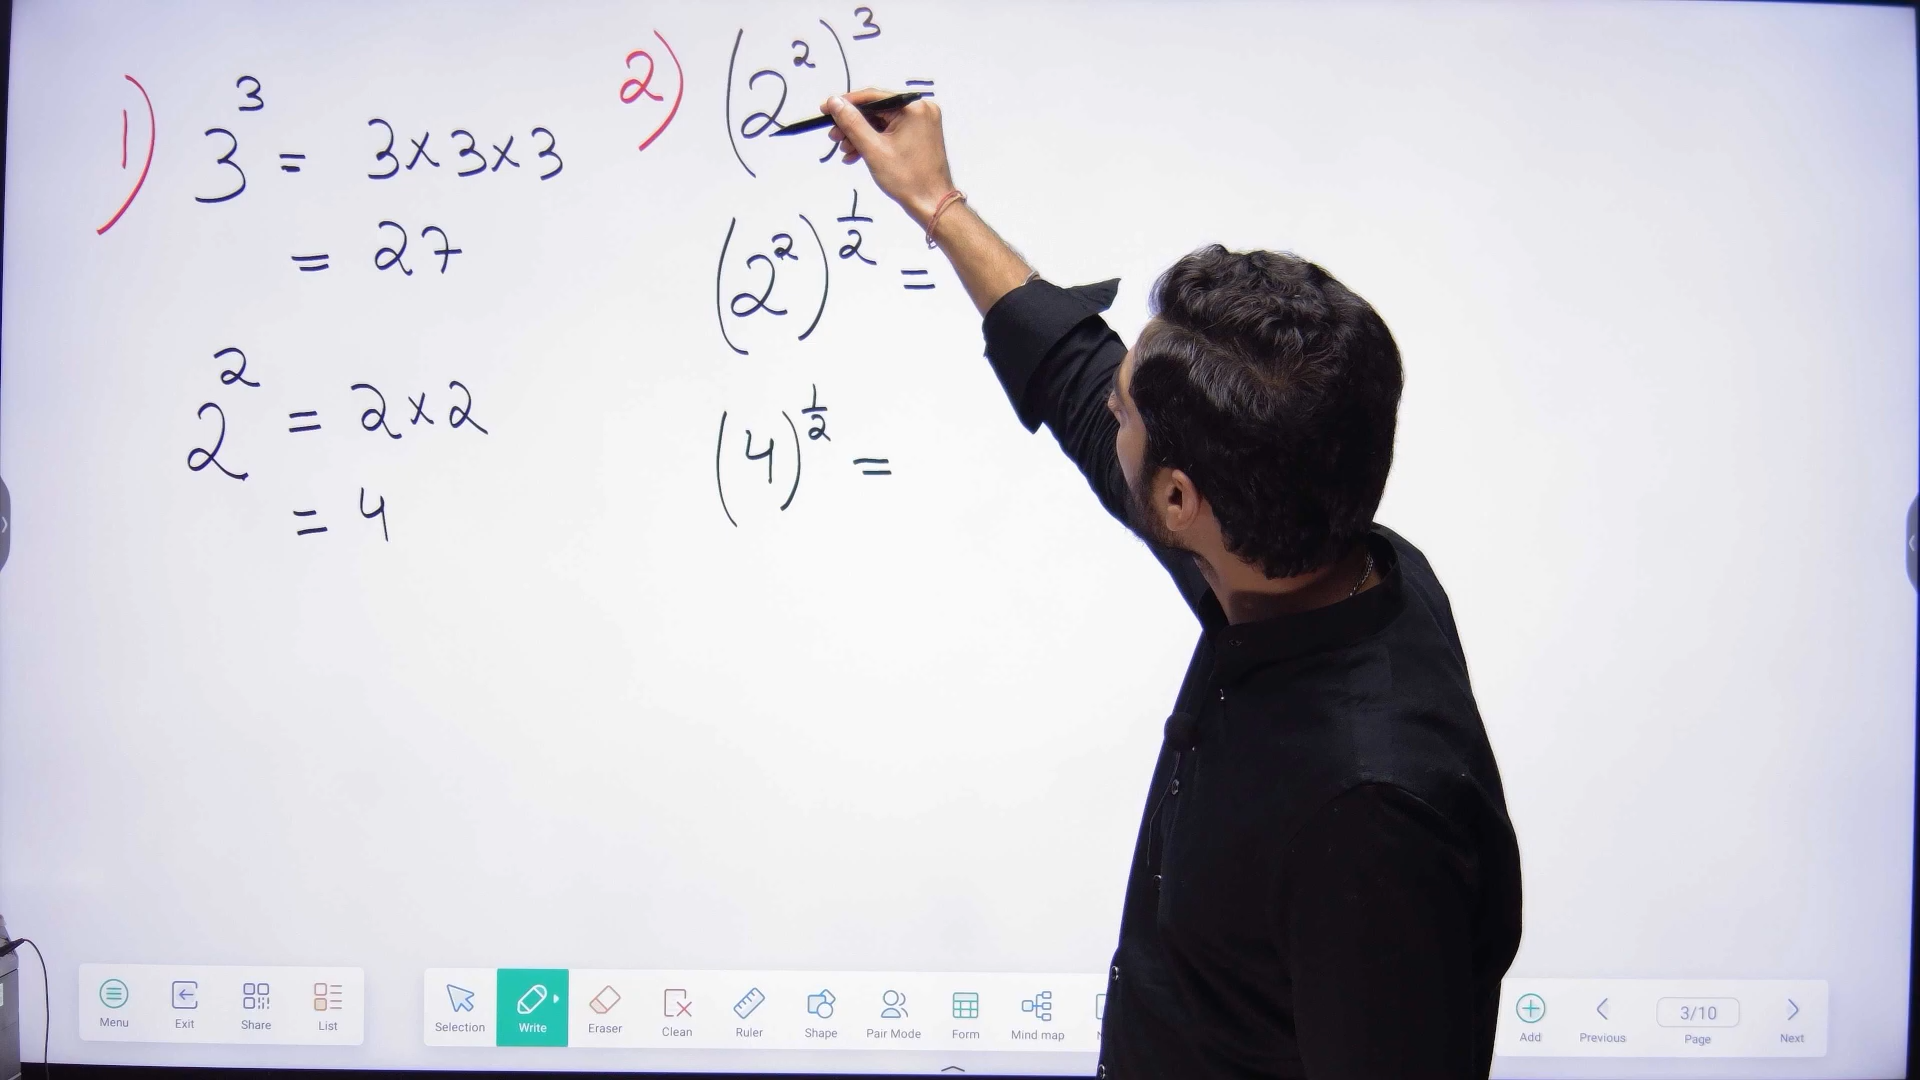 1) 3³ = 3×3×3
= 27
2² = 2×2
= 4
2) (2²)³ =
(2²)^½ =
(4)^½ =
Menu Exit Share List
Selection Write Eraser Clean Ruler Shape Pair Mode Form Mind map
Add Previous 3/10 Page Next